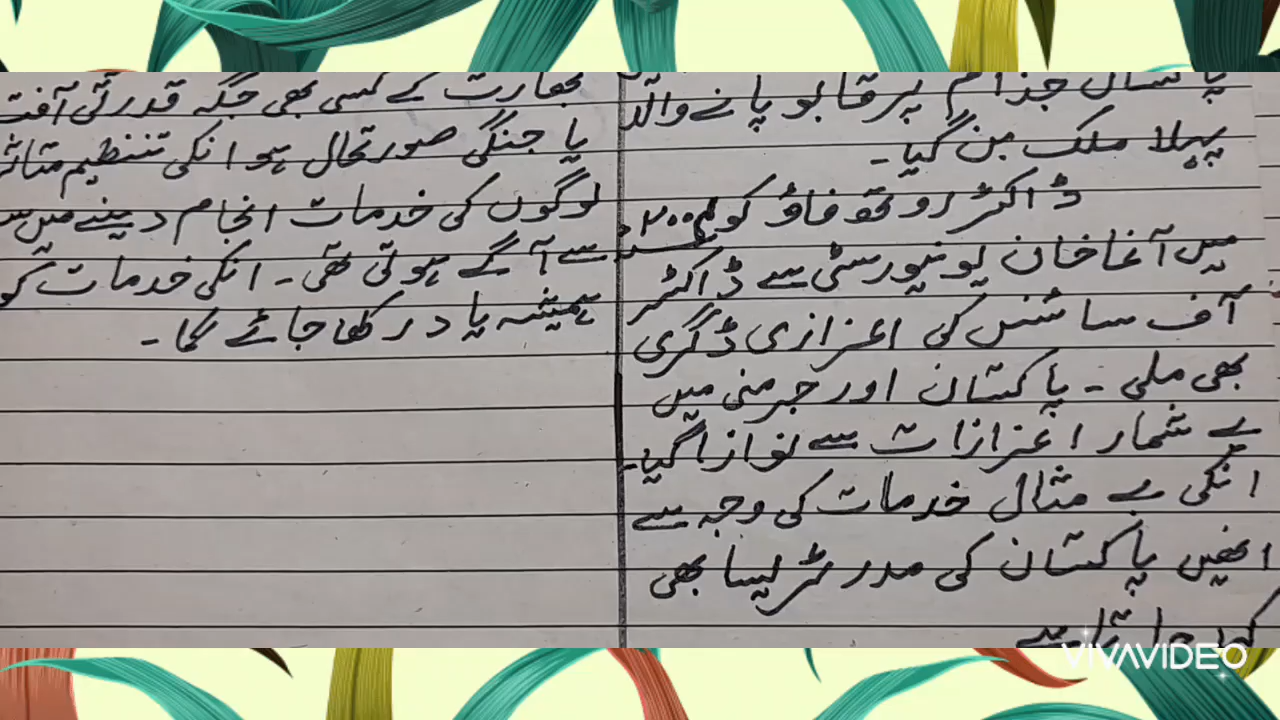 پاکستان جذام پر قابو پانے والا
پہلا ملک بن گیا۔
ڈاکٹر روتھ فاؤ کو ۲۰۰۴ء
میں آغا خان یونیورسٹی سے ڈاکٹر
آف سائنس کی اعزازی ڈگری
بھی ملی ۔ پاکستان اور جرمنی میں
بے شمار اعزازات سے نوازا گیا۔
انکی بے مثال خدمات کی وجہ سے
انھیں پاکستان کی مدر ٹریسا بھی
کہا جاتا ہے
بھارت کے کسی بھی جگہ قدرتی آفت
یا جنگی صورتحال ہو انکی تنظیم
لوگوں کی خدمات انجام دینے میں
سے آگے ہوتی تھی ۔ انکی خدمات کو
ہمیشہ یاد رکھا جائے گا ۔
VIVAVIDEO